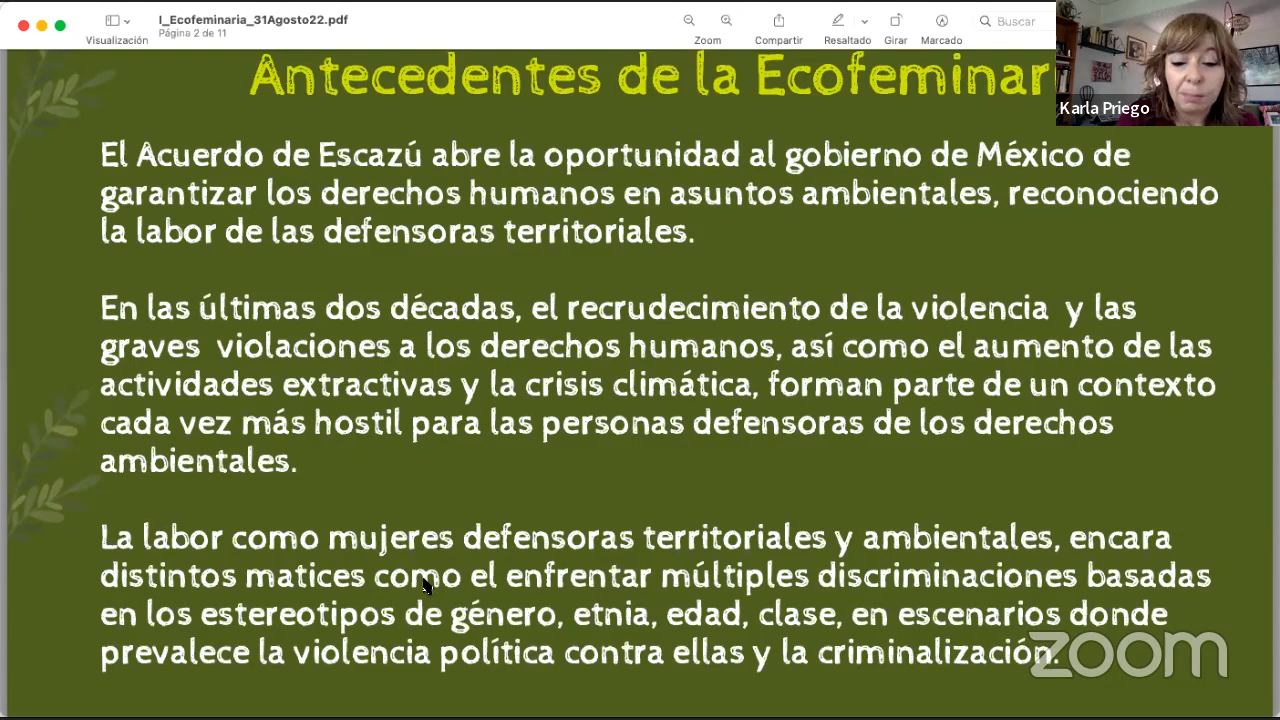 I_Ecofeminaria_31Agosto22.pdf
Página 2 de 11
Visualización
Zoom
Compartir
Resaltado
Girar
Marcado
Buscar
Karla Priego
Antecedentes de la Ecofeminar
El Acuerdo de Escazú abre la oportunidad al gobierno de México de
garantizar los derechos humanos en asuntos ambientales, reconociendo
la labor de las defensoras territoriales.
En las últimas dos décadas, el recrudecimiento de la violencia y las
graves violaciones a los derechos humanos, así como el aumento de las
actividades extractivas y la crisis climática, forman parte de un contexto
cada vez más hostil para las personas defensoras de los derechos
ambientales.
La labor como mujeres defensoras territoriales y ambientales, encara
distintos matices como el enfrentar múltiples discriminaciones basadas
en los estereotipos de género, etnia, edad, clase, en escenarios donde
prevalece la violencia política contra ellas y la criminalización.
zoom